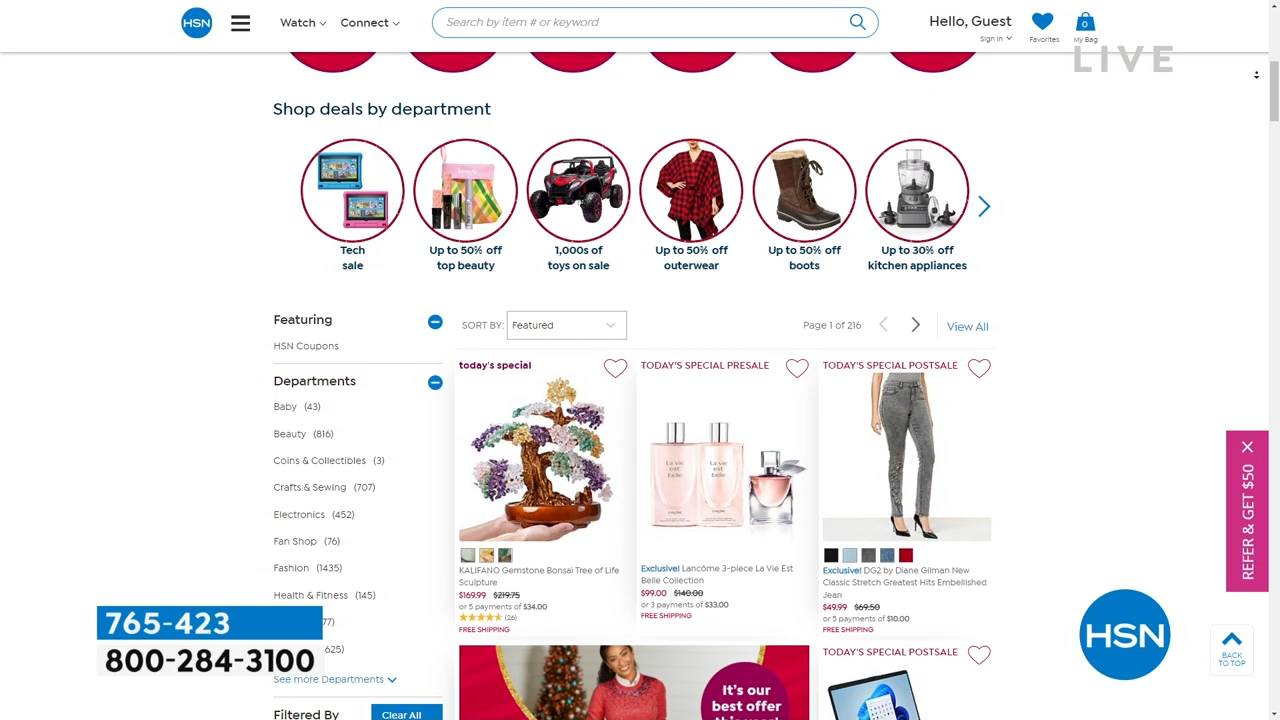 HSN
Watch
Connect
Search by item # or keyword
Hello, Guest
Sign In
Favorites
0
My Bag
LIVE
Shop deals by department
Tech
sale
Up to 50% off
top beauty
1,000s of
toys on sale
Up to 50% off
outerwear
Up to 50% off
boots
Up to 30% off
kitchen appliances
Featuring
HSN Coupons
SORT BY:
Featured
Page 1 of 216
View All
Departments
Baby (43)
Beauty (816)
Coins & Collectibles (3)
Crafts & Sewing (707)
Electronics (452)
Fan Shop (76)
Fashion (1435)
Health & Fitness (145)
See more Departments
Filtered By
Clear All
today's special
KALIFANO Gemstone Bonsai Tree of Life
Sculpture
$169.99 $219.75
or 5 payments of $34.00
(26)
FREE SHIPPING
TODAY'S SPECIAL PRESALE
La vie est Belle
La vie est Belle
Exclusive! Lancôme 3-piece La Vie Est
Belle Collection
$99.00 $140.00
or 3 payments of $33.00
FREE SHIPPING
TODAY'S SPECIAL POSTSALE
Exclusive! DG2 by Diane Gilman New
Classic Stretch Greatest Hits Embellished
Jean
$49.99 $69.50
or 5 payments of $10.00
FREE SHIPPING
TODAY'S SPECIAL POSTSALE
It's our
best offer
765-423
800-284-3100
REFER & GET $50
HSN
BACK
TO TOP